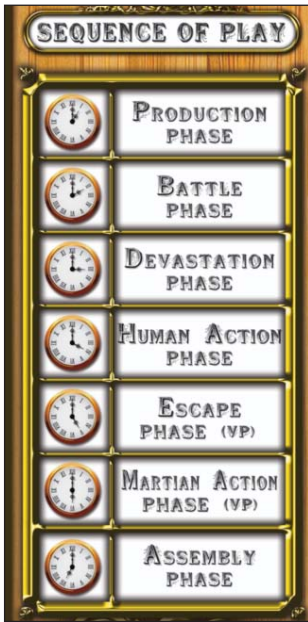 SEQUENCE OF PLAY
PRODUCTION
PHASE
BATTLE
PHASE
DEVASTATION
PHASE
HUMAN ACTION
PHASE
ESCAPE
PHASE (VP)
MARTIAN ACTION
PHASE (VP)
ASSEMBLY
PHASE